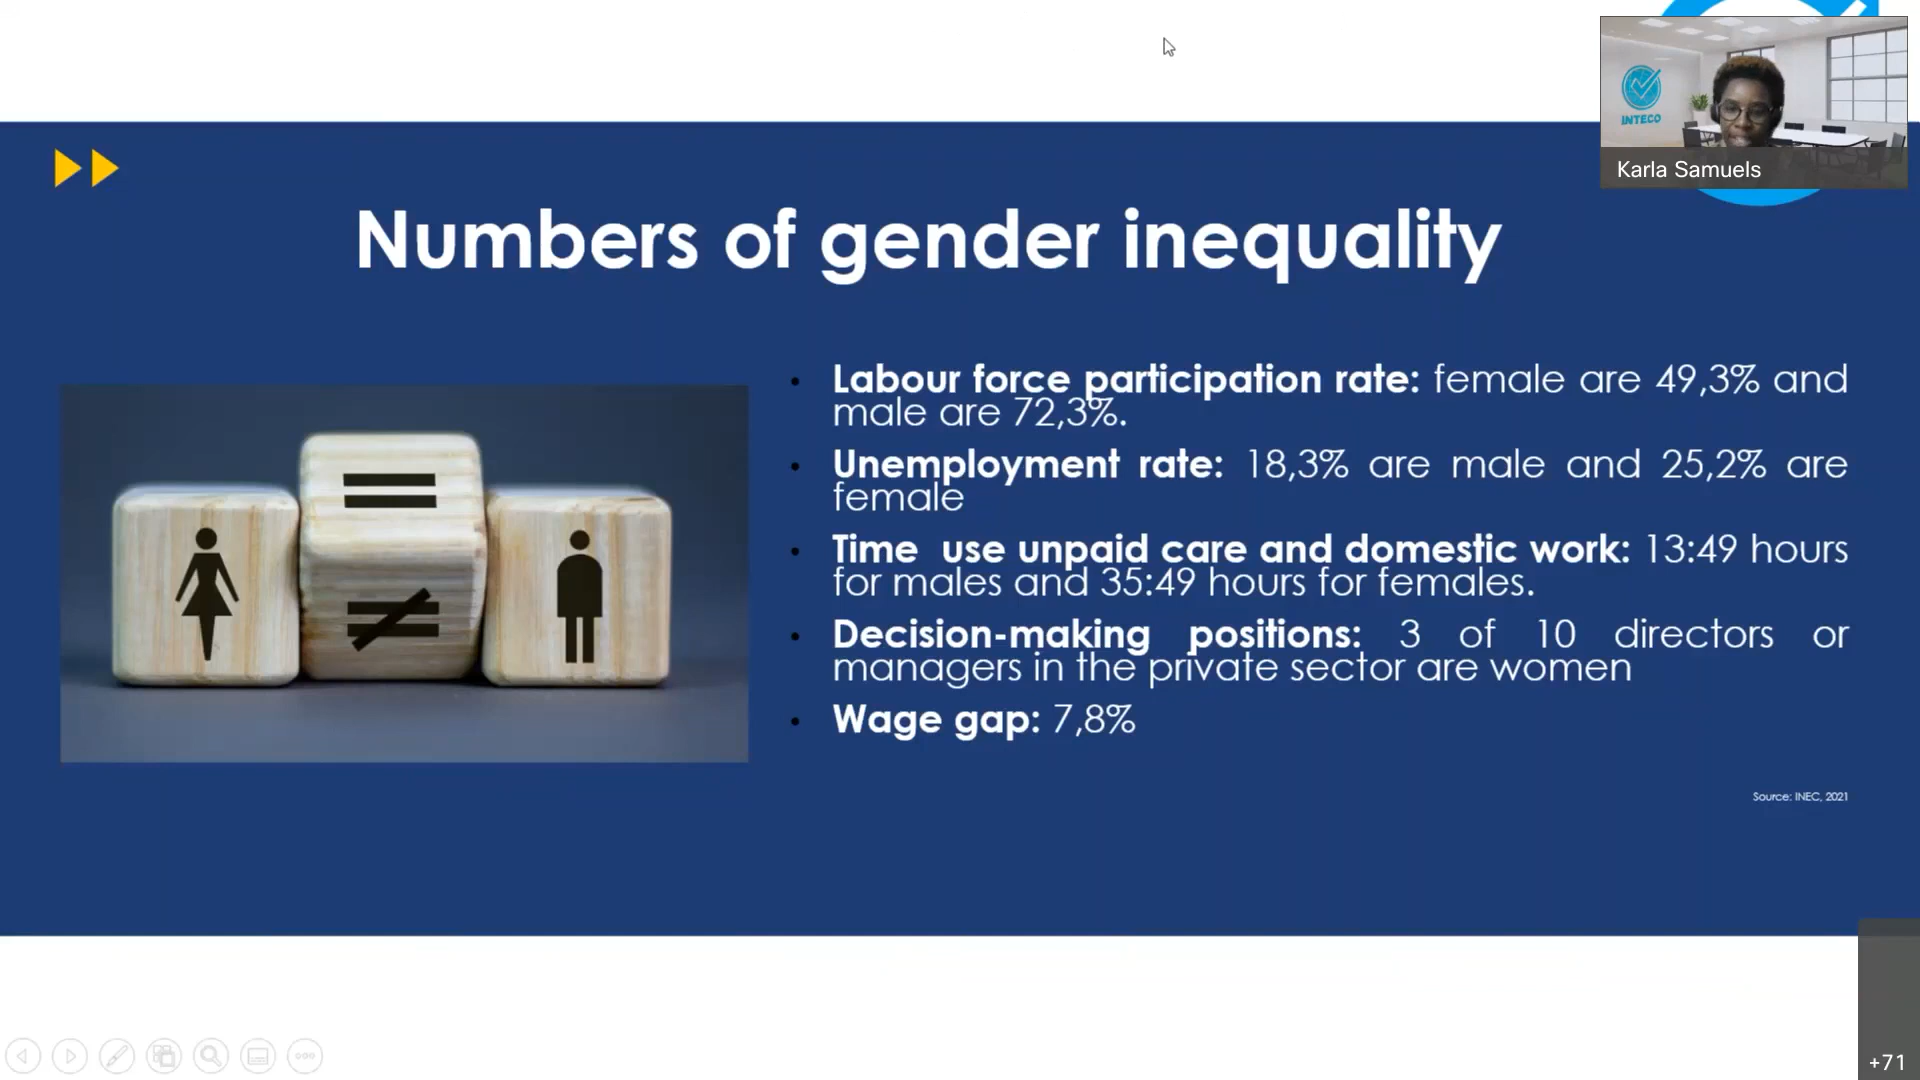 INTECO
Karla Samuels
Numbers of gender inequality
• Labour force participation rate: female are 49,3% and
male are 72,3%.
• Unemployment rate: 18,3% are male and 25,2% are
female
• Time use unpaid care and domestic work: 13:49 hours
for males and 35:49 hours for females.
• Decision-making positions: 3 of 10 directors or
managers in the private sector are women
• Wage gap: 7,8%
Source: INEC, 2021
+71